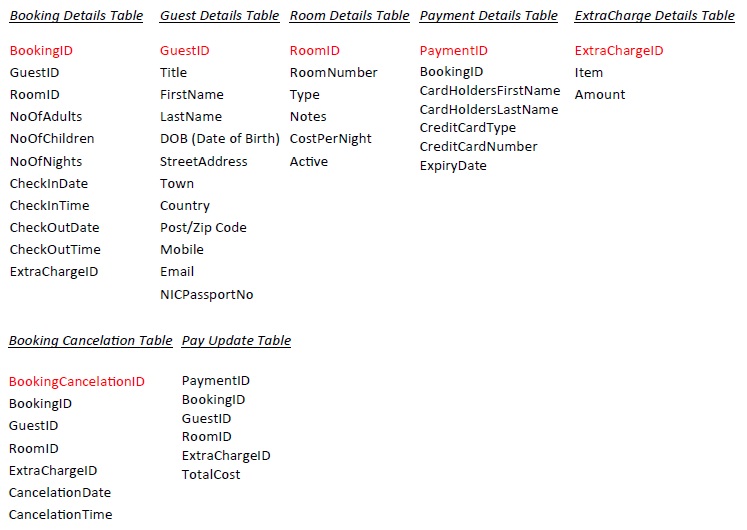 Booking Details Table
BookingID
GuestID
RoomID
NoOfAdults
NoOfChildren
NoOfNights
CheckInDate
CheckInTime
CheckOutDate
CheckOutTime
ExtraChargeID
Guest Details Table
GuestID
Title
FirstName
LastName
DOB (Date of Birth)
StreetAddress
Town
Country
Post/Zip Code
Mobile
Email
NICPassportNo
Room Details Table
RoomID
RoomNumber
Type
Notes
CostPerNight
Active
Payment Details Table
PaymentID
BookingID
CardHoldersFirstName
CardHoldersLastName
CreditCardType
CreditCardNumber
ExpiryDate
ExtraCharge Details Table
ExtraChargeID
Item
Amount
Booking Cancelation Table
BookingCancelationID
BookingID
GuestID
RoomID
ExtraChargeID
CancelationDate
CancelationTime
Pay Update Table
PaymentID
BookingID
GuestID
RoomID
ExtraChargeID
TotalCost